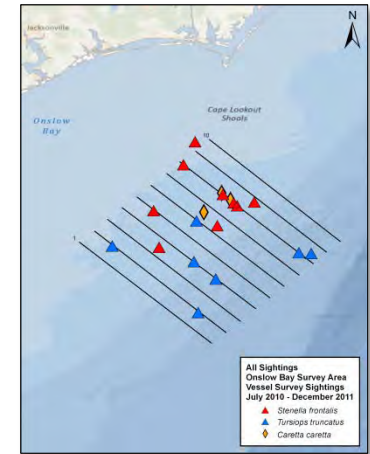 N
Jacksonville
Cape Lookout
Shoals
Onslow
Bay
10
1
All Sightings
Onslow Bay Survey Area
Vessel Survey Sightings
July 2010 - December 2011
Stenella frontalis
Tursiops truncatus
Caretta caretta